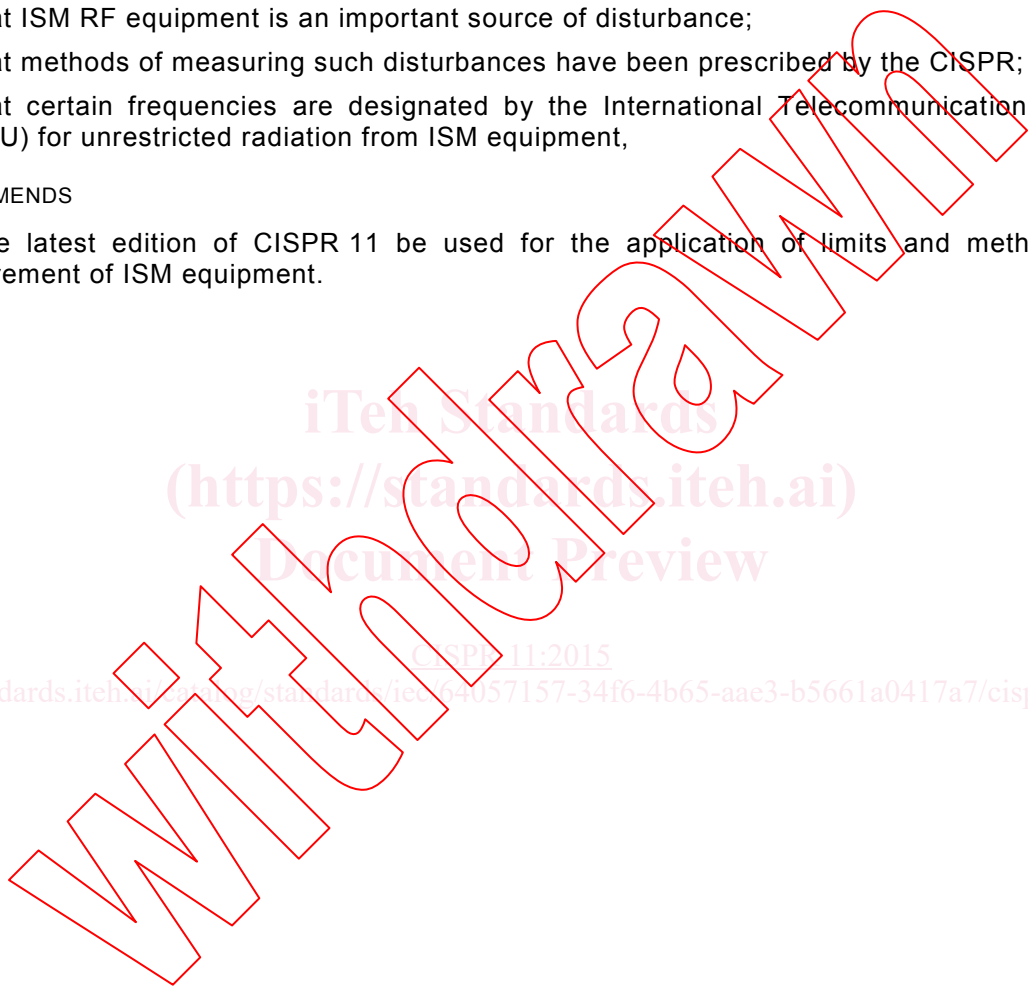 at ISM RF equipment is an important source of disturbance;
at methods of measuring such disturbances have been prescribed by the CISPR;
at certain frequencies are designated by the International Telecommunication
U) for unrestricted radiation from ISM equipment,
MENDS
e latest edition of CISPR 11 be used for the application of limits and meth
rement of ISM equipment.
iTeh Standards
(https://standards.iteh.ai)
Document Preview
CISPR 11:2015
dards.iteh.ai/catalog/standards/iec/64057157-34f6-4b65-aae3-b5661a0417a7/cisp
withdrawn